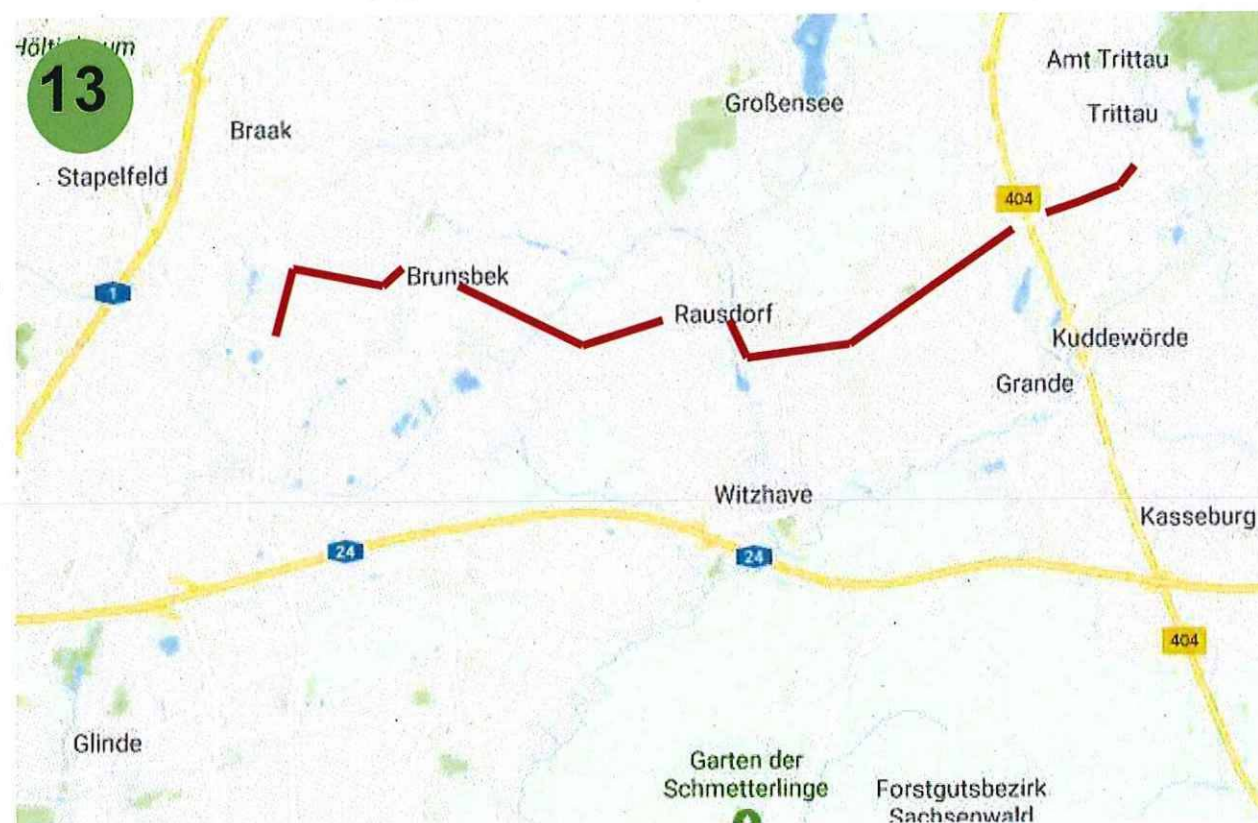 13
Amt Trittau
Großensee
Trittau
Braak
Stapelfeld
404
Brunsbek
1
Rausdorf
Kuddewörde
Grande
Witzhave
Kasseburg
24
24
404
Glinde
Garten der
Schmetterlinge
Forstgutsbezirk
Sachsenwald